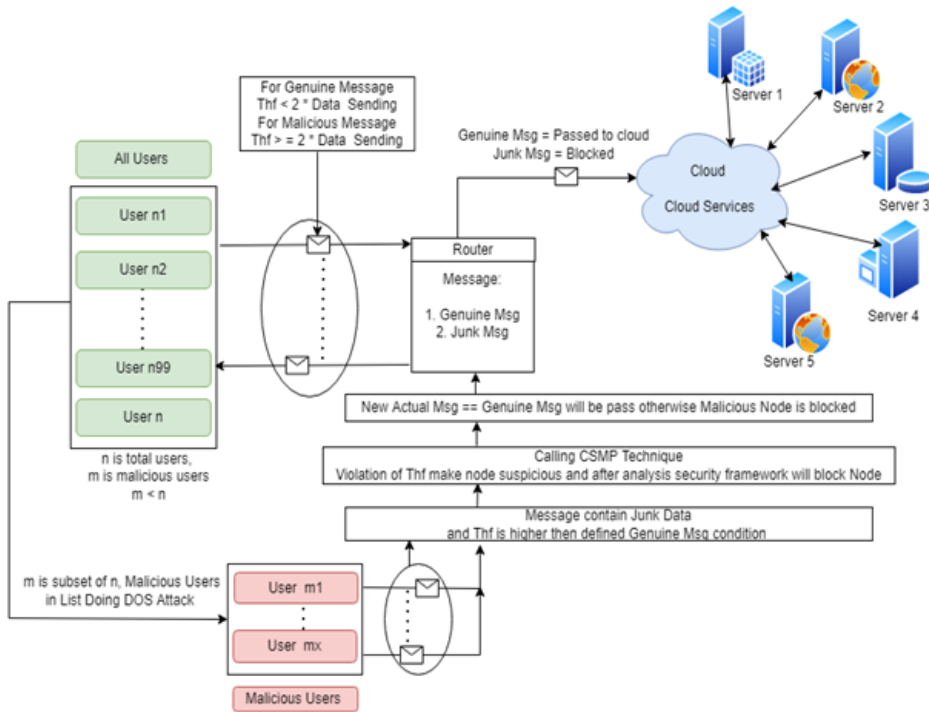 For Genuine Message
Thf < 2 * Data Sending
For Malicious Message
Thf > = 2 * Data Sending
Server 1
Server 2
Genuine Msg = Passed to cloud
Junk Msg = Blocked
All Users
Cloud
Cloud Services
Server 3
User n1
User n2
Router
Message:
1. Genuine Msg
2. Junk Msg
Server 4
Server 5
User n99
User n
New Actual Msg == Genuine Msg will be pass otherwise Malicious Node is blocked
n is total users,
m is malicious users
m < n
Calling CSMP Technique
Violation of Thf make node suspicious and after analysis security framework will block Node
Message contain Junk Data
and Thf is higher then defined Genuine Msg condition
m is subset of n, Malicious Users
in List Doing DOS Attack
User m1
User mx
Malicious Users